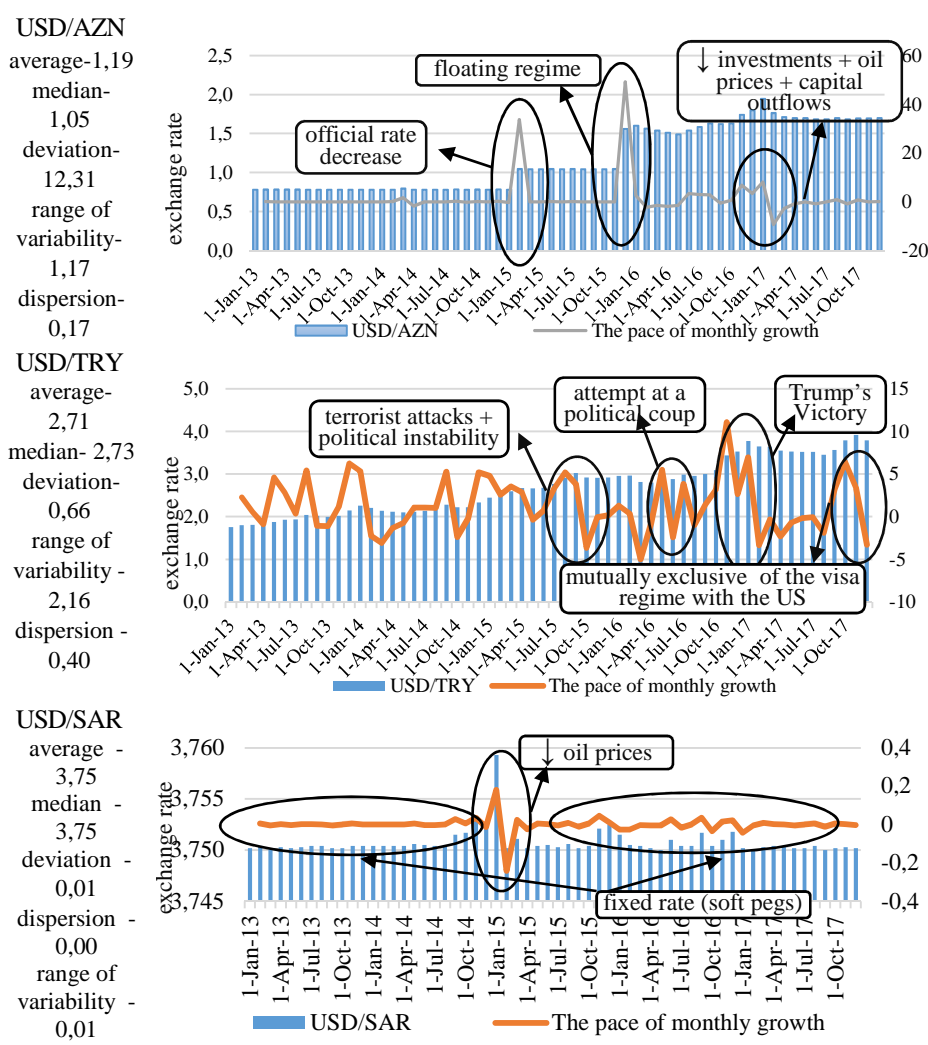 USD/AZN
average-1,19
median-
1,05
deviation-
12,31
range of
variability-
1,17
dispersion-
0,17
2,5
2,0
1,5
1,0
0,5
0,0
exchange rate
60
40
20
0
-20
official rate
decrease
floating regime
↓ investments + oil
prices + capital
outflows
1-Jan-13
1-Apr-13
1-Jul-13
1-Oct-13
1-Jan-14
1-Apr-14
1-Jul-14
1-Oct-14
1-Jan-15
1-Apr-15
1-Jul-15
1-Oct-15
1-Jan-16
1-Apr-16
1-Jul-16
1-Oct-16
1-Jan-17
1-Apr-17
1-Jul-17
1-Oct-17
USD/AZN
The pace of monthly growth
USD/TRY
average-
2,71
median- 2,73
deviation-
0,66
range of
variability -
2,16
dispersion -
0,40
5,0
4,0
3,0
2,0
1,0
0,0
exchange rate
15
10
5
0
-5
-10
terrorist attacks +
political instability
attempt at a
political coup
Trump's
Victory
mutually exclusive of the visa
regime with the US
1-Jan-13
1-Apr-13
1-Jul-13
1-Oct-13
1-Jan-14
1-Apr-14
1-Jul-14
1-Oct-14
1-Jan-15
1-Apr-15
1-Jul-15
1-Oct-15
1-Jan-16
1-Apr-16
1-Jul-16
1-Oct-16
1-Jan-17
1-Apr-17
1-Jul-17
1-Oct-17
USD/TRY
The pace of monthly growth
USD/SAR
average -
3,75
median -
3,75
deviation -
0,01
dispersion -
0,00
range of
variability -
0,01
3,760
3,755
3,750
3,745
exchange rate
0,4
0,2
0
-0,2
-0,4
↓ oil prices
fixed rate (soft pegs)
1-Jan-13
1-Apr-13
1-Jul-13
1-Oct-13
1-Jan-14
1-Apr-14
1-Jul-14
1-Oct-14
1-Jan-15
1-Apr-15
1-Jul-15
1-Oct-15
1-Jan-16
1-Apr-16
1-Jul-16
1-Oct-16
1-Jan-17
1-Apr-17
1-Jul-17
1-Oct-17
USD/SAR
The pace of monthly growth